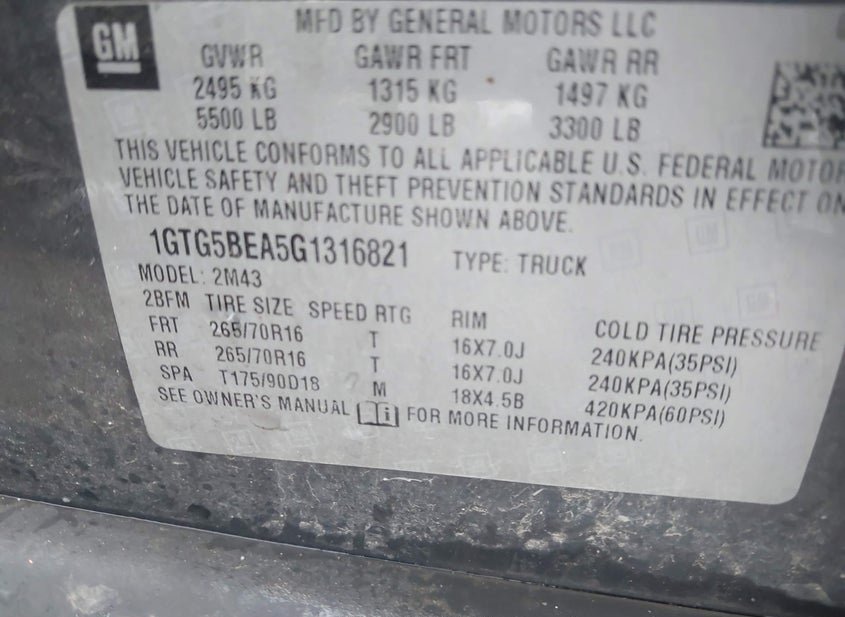 GM
MFD BY GENERAL MOTORS LLC
GVWR GAWR FRT GAWR RR
2495 KG 1315 KG 1497 KG
5500 LB 2900 LB 3300 LB
THIS VEHICLE CONFORMS TO ALL APPLICABLE U.S. FEDERAL MOTOR
VEHICLE SAFETY AND THEFT PREVENTION STANDARDS IN EFFECT ON
THE DATE OF MANUFACTURE SHOWN ABOVE.
1GTG5BEA5G1316821 TYPE: TRUCK
MODEL: 2M43
2BFM TIRE SIZE SPEED RTG RIM COLD TIRE PRESSURE
FRT 265/70R16 T 16X7.0J 240KPA(35PSI)
RR 265/70R16 T 16X7.0J 240KPA(35PSI)
SPA T175/90D18 M 18X4.5B 420KPA(60PSI)
SEE OWNER'S MANUAL i FOR MORE INFORMATION.